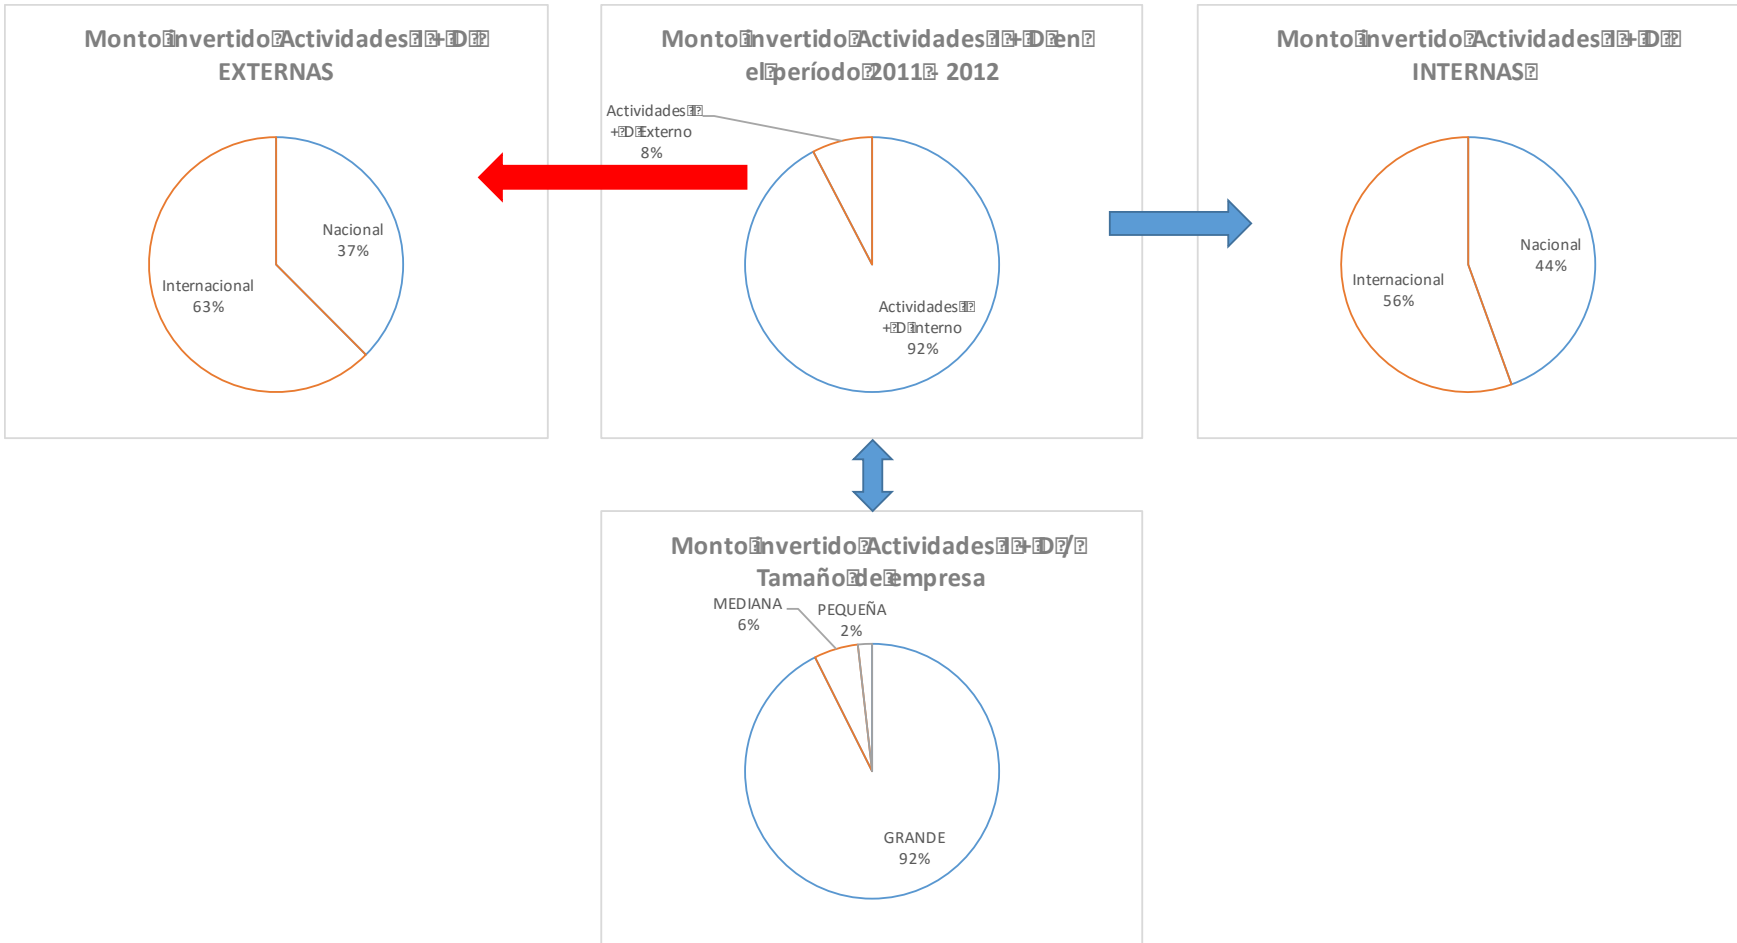 Monto invertido Actividades I + D
EXTERNAS
Nacional
37%
Internacional
63%
Monto invertido Actividades I + D en
el período 2011 - 2012
Actividades I
+ D Externo
8%
Actividades I
+ D Interno
92%
Monto invertido Actividades I + D
INTERNAS
Nacional
44%
Internacional
56%
Monto invertido Actividades I + D /
Tamaño de empresa
MEDIANA
6%
PEQUEÑA
2%
GRANDE
92%